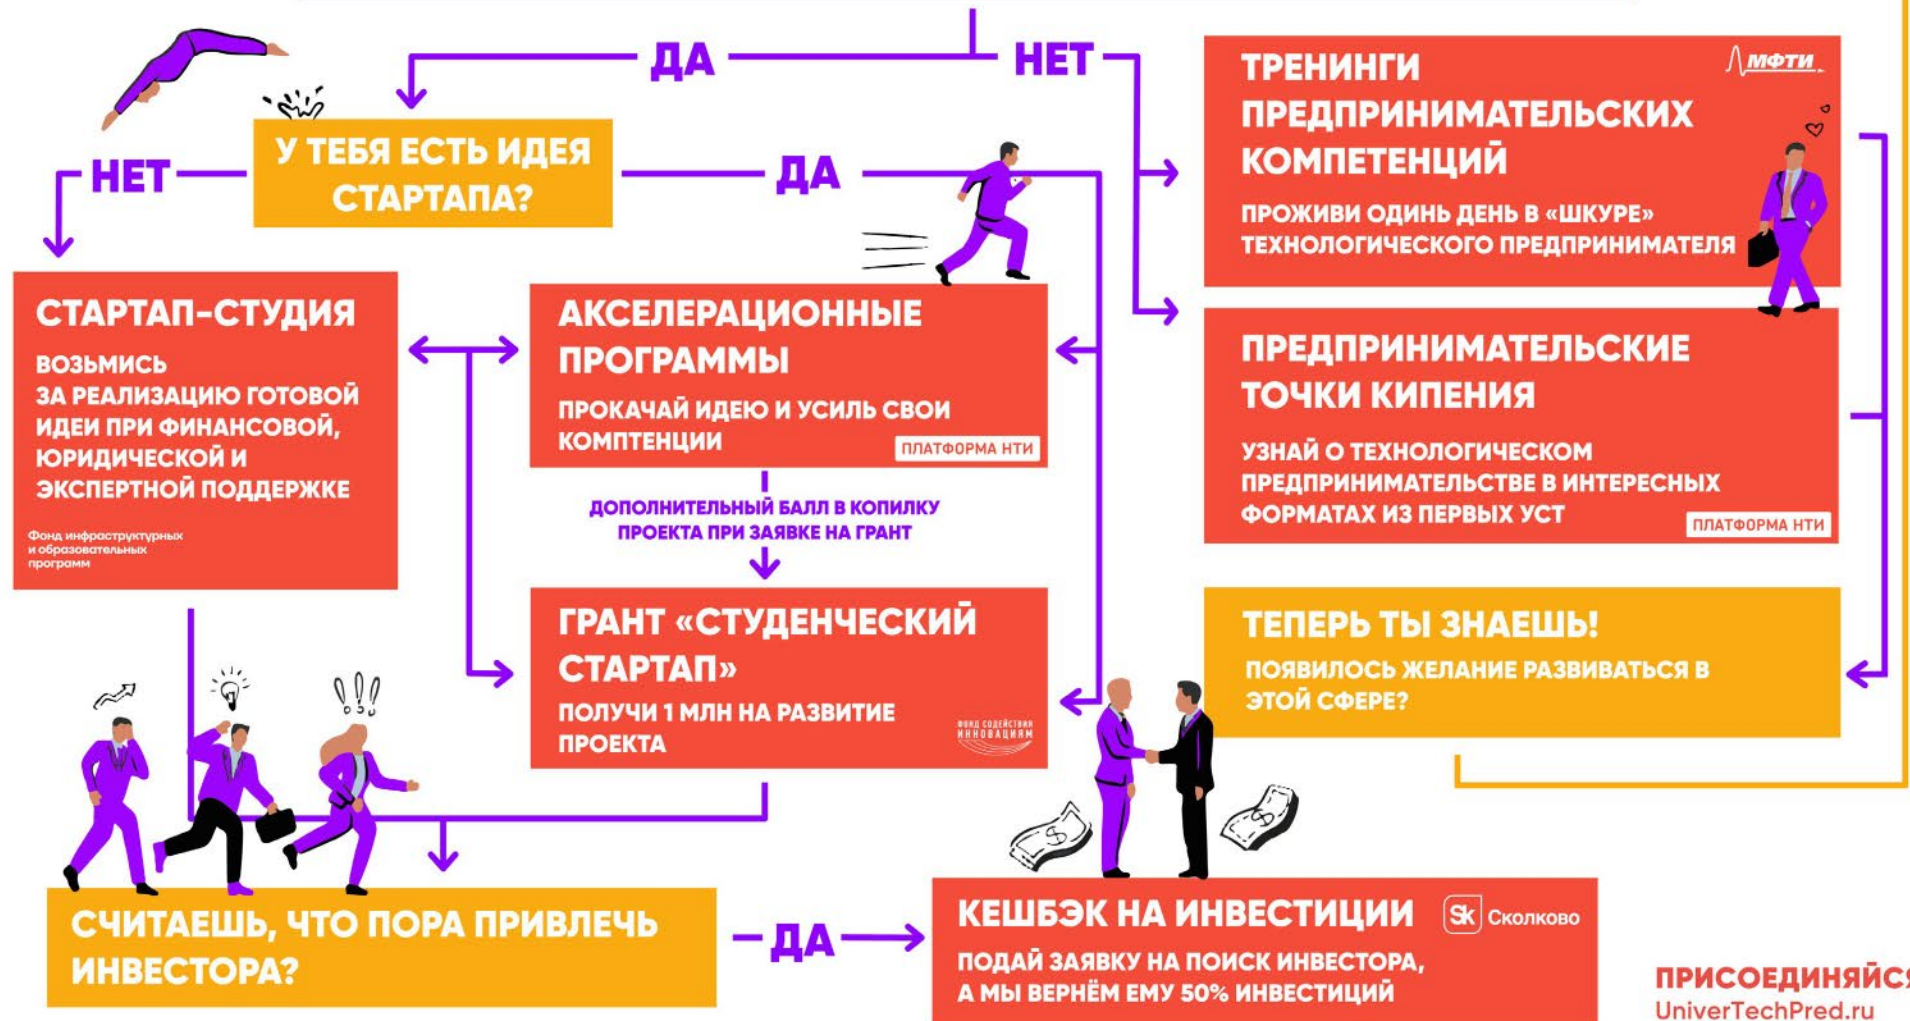 ДА
НЕТ
У ТЕБЯ ЕСТЬ ИДЕЯ
СТАРТАПА?
НЕТ
ДА
ТРЕНИНГИ
ПРЕДПРИНИМАТЕЛЬСКИХ
КОМПЕТЕНЦИЙ
МФТИ
ПРОЖИВИ ОДИНЬ ДЕНЬ В «ШКУРЕ»
ТЕХНОЛОГИЧЕСКОГО ПРЕДПРИНИМАТЕЛЯ
СТАРТАП-СТУДИЯ
ВОЗЬМИСЬ
ЗА РЕАЛИЗАЦИЮ ГОТОВОЙ
ИДЕИ ПРИ ФИНАНСОВОЙ,
ЮРИДИЧЕСКОЙ И
ЭКСПЕРТНОЙ ПОДДЕРЖКЕ
Фонд инфраструктурных
и образовательных
программ
АКСЕЛЕРАЦИОННЫЕ
ПРОГРАММЫ
ПРОКАЧАЙ ИДЕЮ И УСИЛЬ СВОИ
КОМПТЕНЦИИ
ПЛАТФОРМА НТИ
ПРЕДПРИНИМАТЕЛЬСКИЕ
ТОЧКИ КИПЕНИЯ
УЗНАЙ О ТЕХНОЛОГИЧЕСКОМ
ПРЕДПРИНИМАТЕЛЬСТВЕ В ИНТЕРЕСНЫХ
ФОРМАТАХ ИЗ ПЕРВЫХ УСТ
ПЛАТФОРМА НТИ
ДОПОЛНИТЕЛЬНЫЙ БАЛЛ В КОПИЛКУ
ПРОЕКТА ПРИ ЗАЯВКЕ НА ГРАНТ
ГРАНТ «СТУДЕНЧЕСКИЙ
СТАРТАП»
ПОЛУЧИ 1 МЛН НА РАЗВИТИЕ
ПРОЕКТА
ФОНД СОДЕЙСТВИЯ
ИННОВАЦИЯМ
ТЕПЕРЬ ТЫ ЗНАЕШЬ!
ПОЯВИЛОСЬ ЖЕЛАНИЕ РАЗВИВАТЬСЯ В
ЭТОЙ СФЕРЕ?
СЧИТАЕШЬ, ЧТО ПОРА ПРИВЛЕЧЬ
ИНВЕСТОРА?
ДА
КЕШБЭК НА ИНВЕСТИЦИИ
Sk Сколково
ПОДАЙ ЗАЯВКУ НА ПОИСК ИНВЕСТОРА,
А МЫ ВЕРНЁМ ЕМУ 50% ИНВЕСТИЦИЙ
ПРИСОЕДИНЯЙСЯ
UniverTechPred.ru